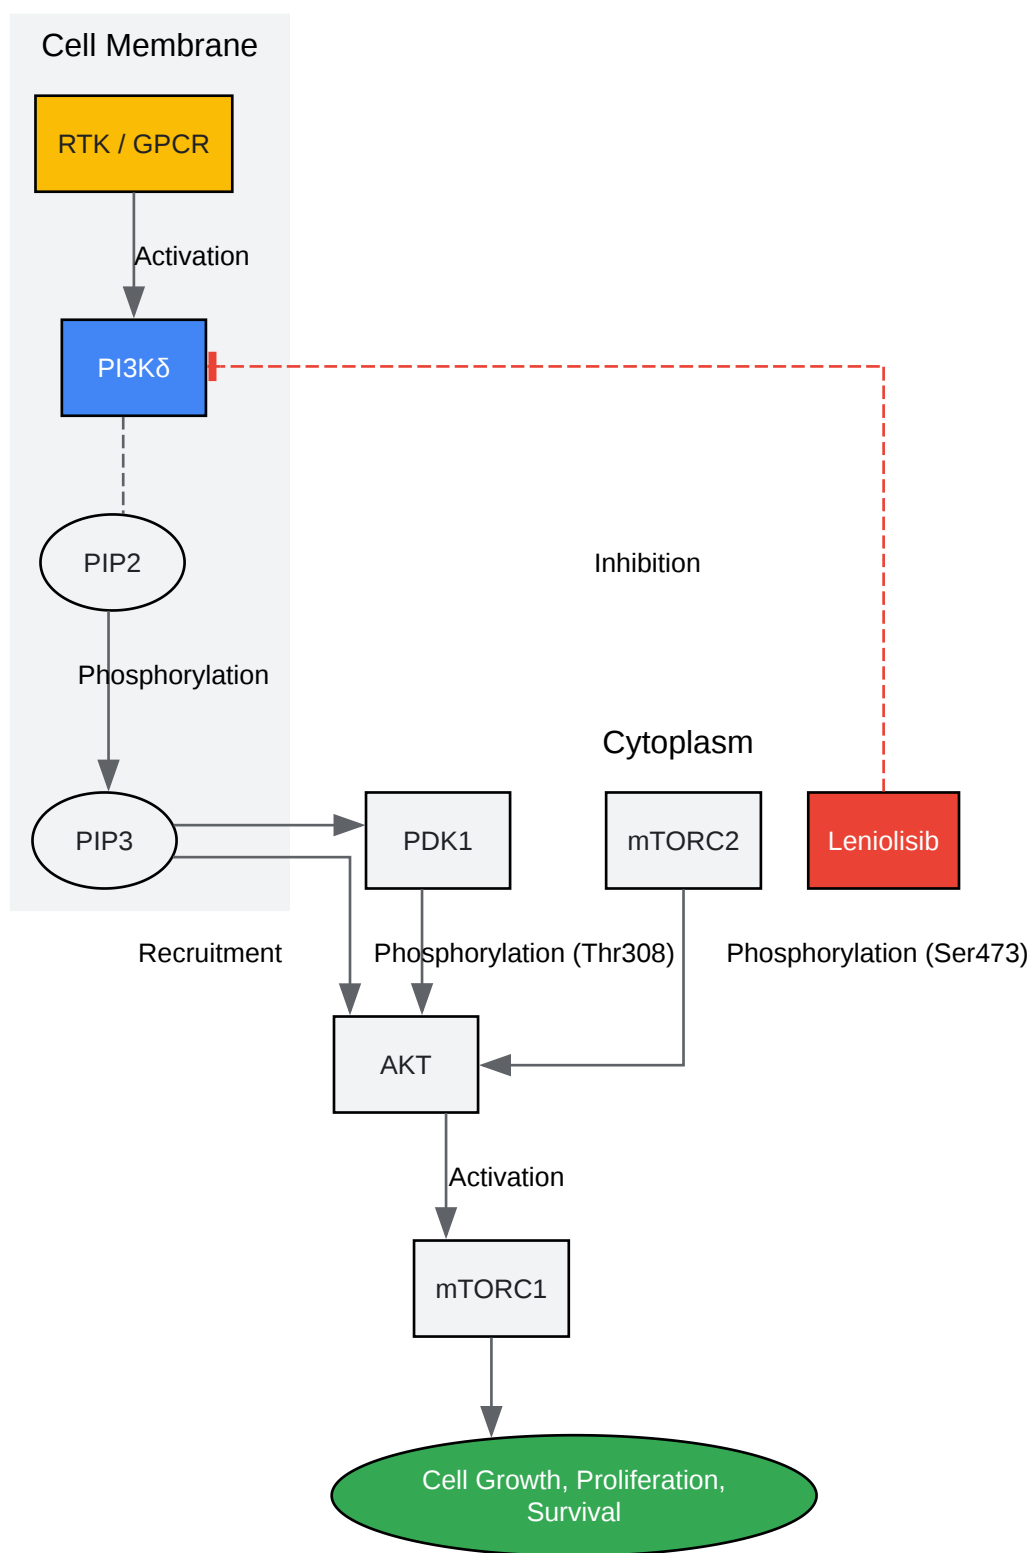 Cell Membrane
RTK / GPCR
Activation
PI3Kδ
PIP2
Inhibition
Phosphorylation
Cytoplasm
PIP3
PDK1
mTORC2
Leniolisib
Recruitment
Phosphorylation (Thr308)
Phosphorylation (Ser473)
AKT
Activation
mTORC1
Cell Growth, Proliferation,
Survival